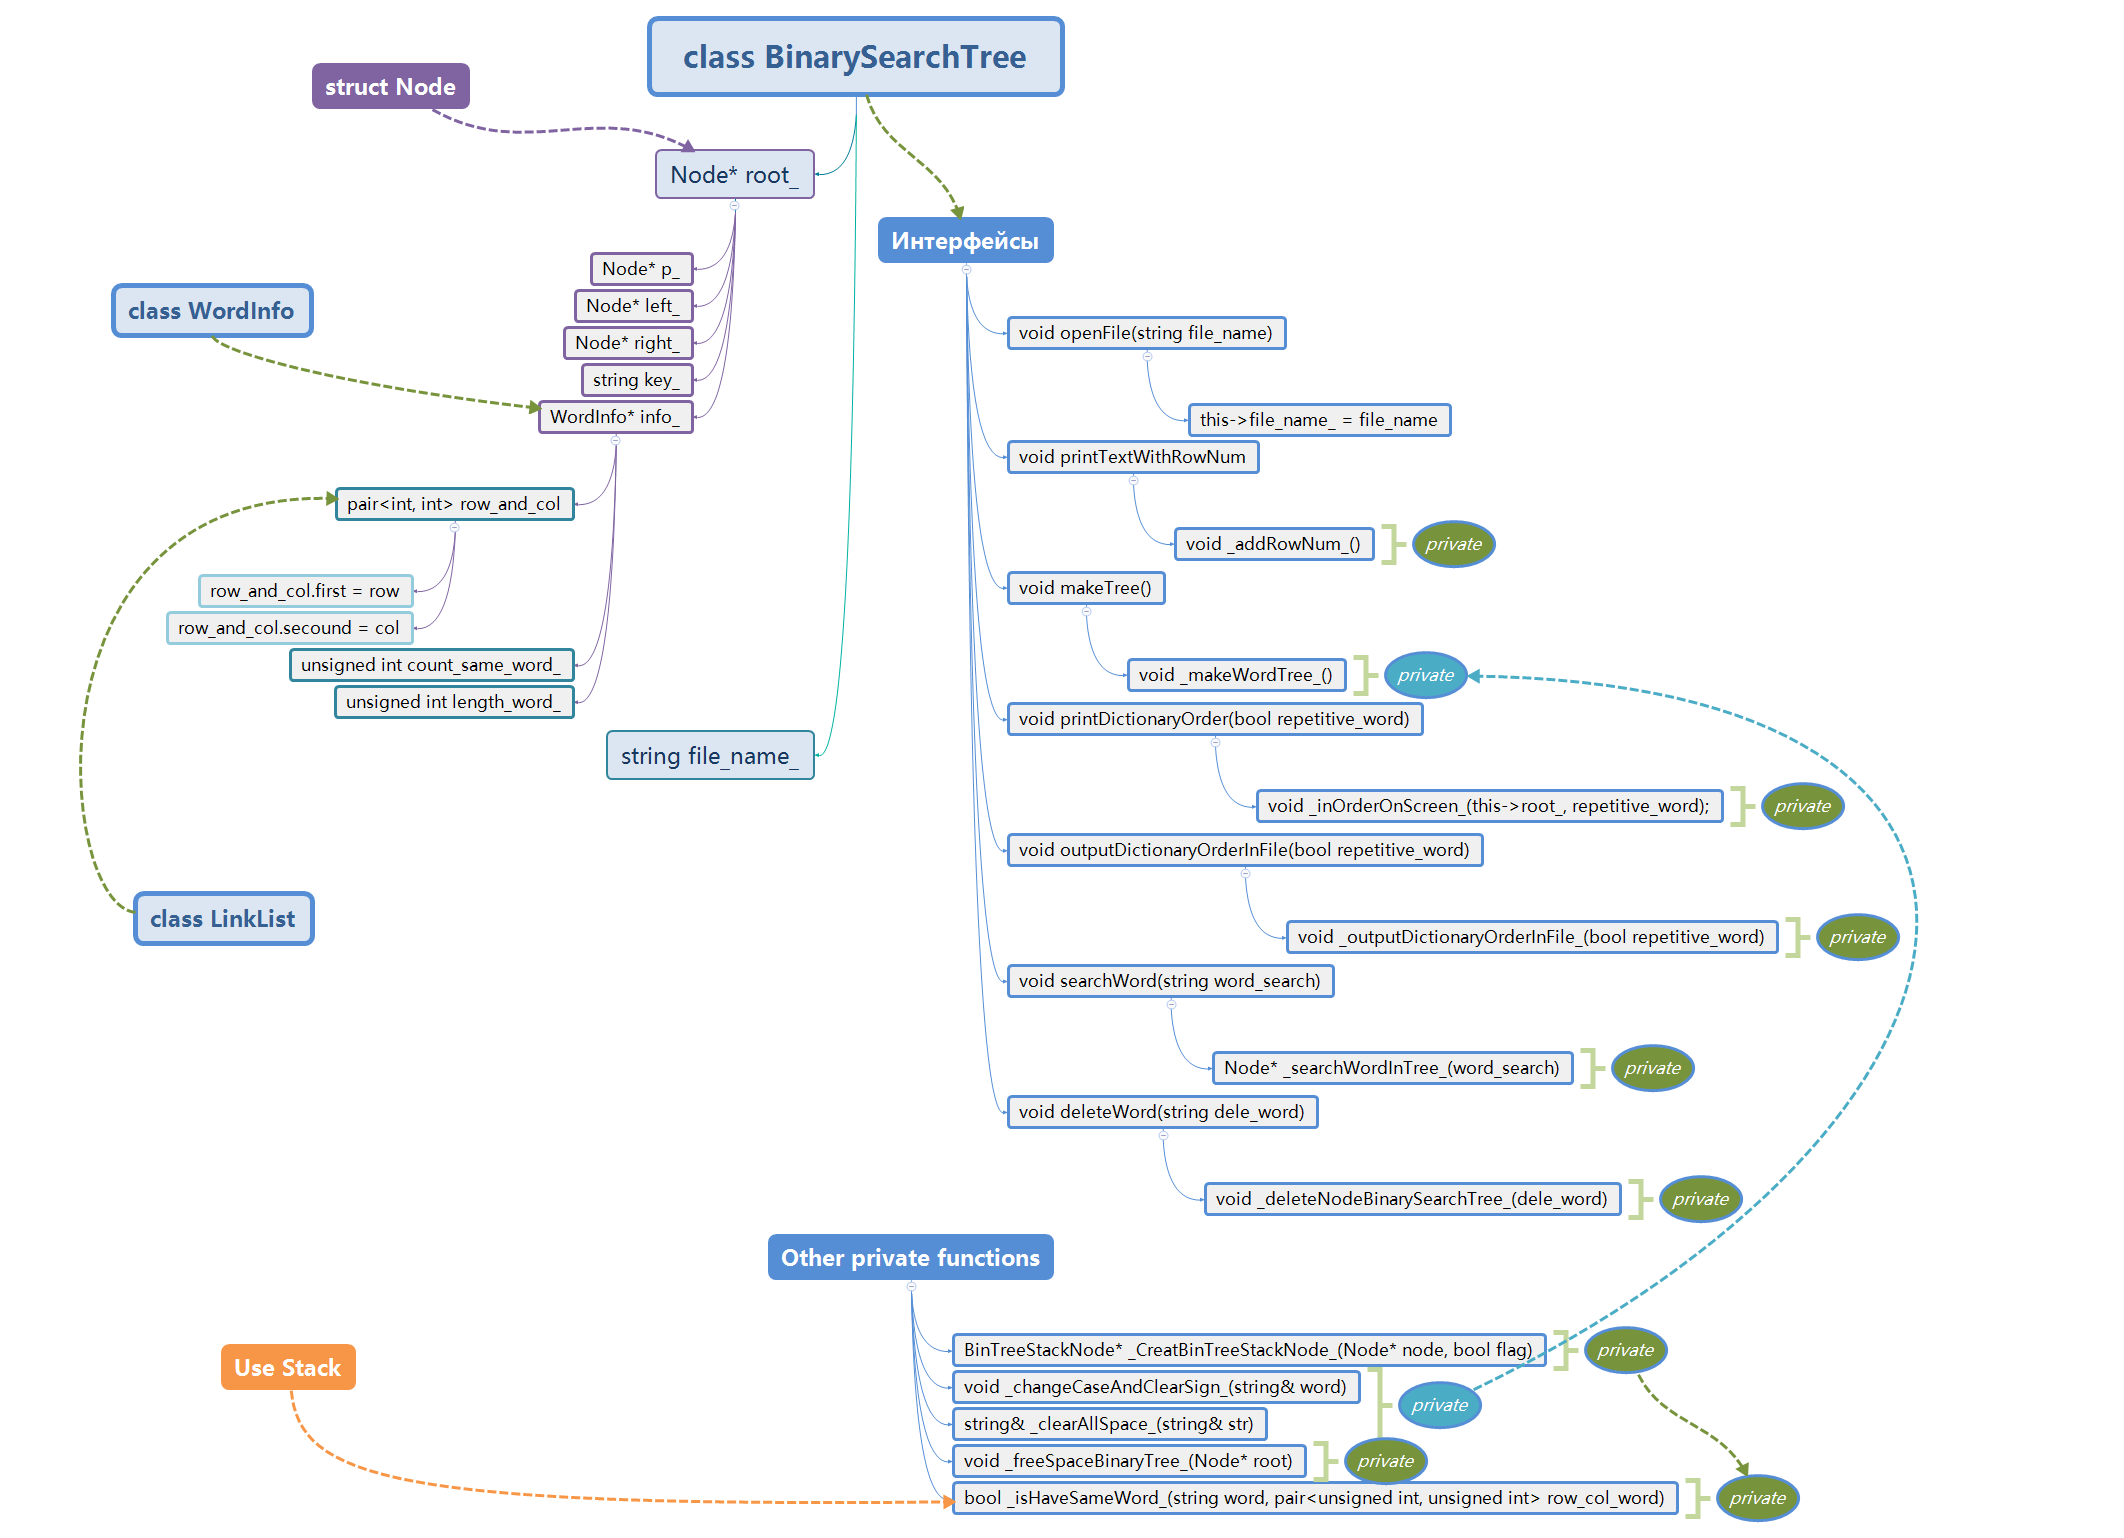 class BinarySearchTree
struct Node
Node* root_
Node* p_
Node* left_
Node* right_
string key_
class WordInfo
WordInfo* info_
pair<int, int> row_and_col
row_and_col.first = row
row_and_col.secound = col
unsigned int count_same_word_
unsigned int length_word_
string file_name_
class LinkList
Интерфейсы
void openFile(string file_name)
this->file_name_ = file_name
void printTextWithRowNum
void _addRowNum_()
private
void makeTree()
void _makeWordTree_()
private
void printDictionaryOrder(bool repetitive_word)
void _inOrderOnScreen_(this->root_, repetitive_word);
private
void outputDictionaryOrderInFile(bool repetitive_word)
void _outputDictionaryOrderInFile_(bool repetitive_word)
private
void searchWord(string word_search)
Node* _searchWordInTree_(word_search)
private
void deleteWord(string dele_word)
void _deleteNodeBinarySearchTree_(dele_word)
private
Other private functions
BinTreeStackNode* _CreatBinTreeStackNode_(Node* node, bool flag)
private
void _changeCaseAndClearSign_(string& word)
string& _clearAllSpace_(string& str)
private
void _freeSpaceBinaryTree_(Node* root)
private
bool _isHaveSameWord_(string word, pair<unsigned int, unsigned int> row_col_word)
private
Use Stack